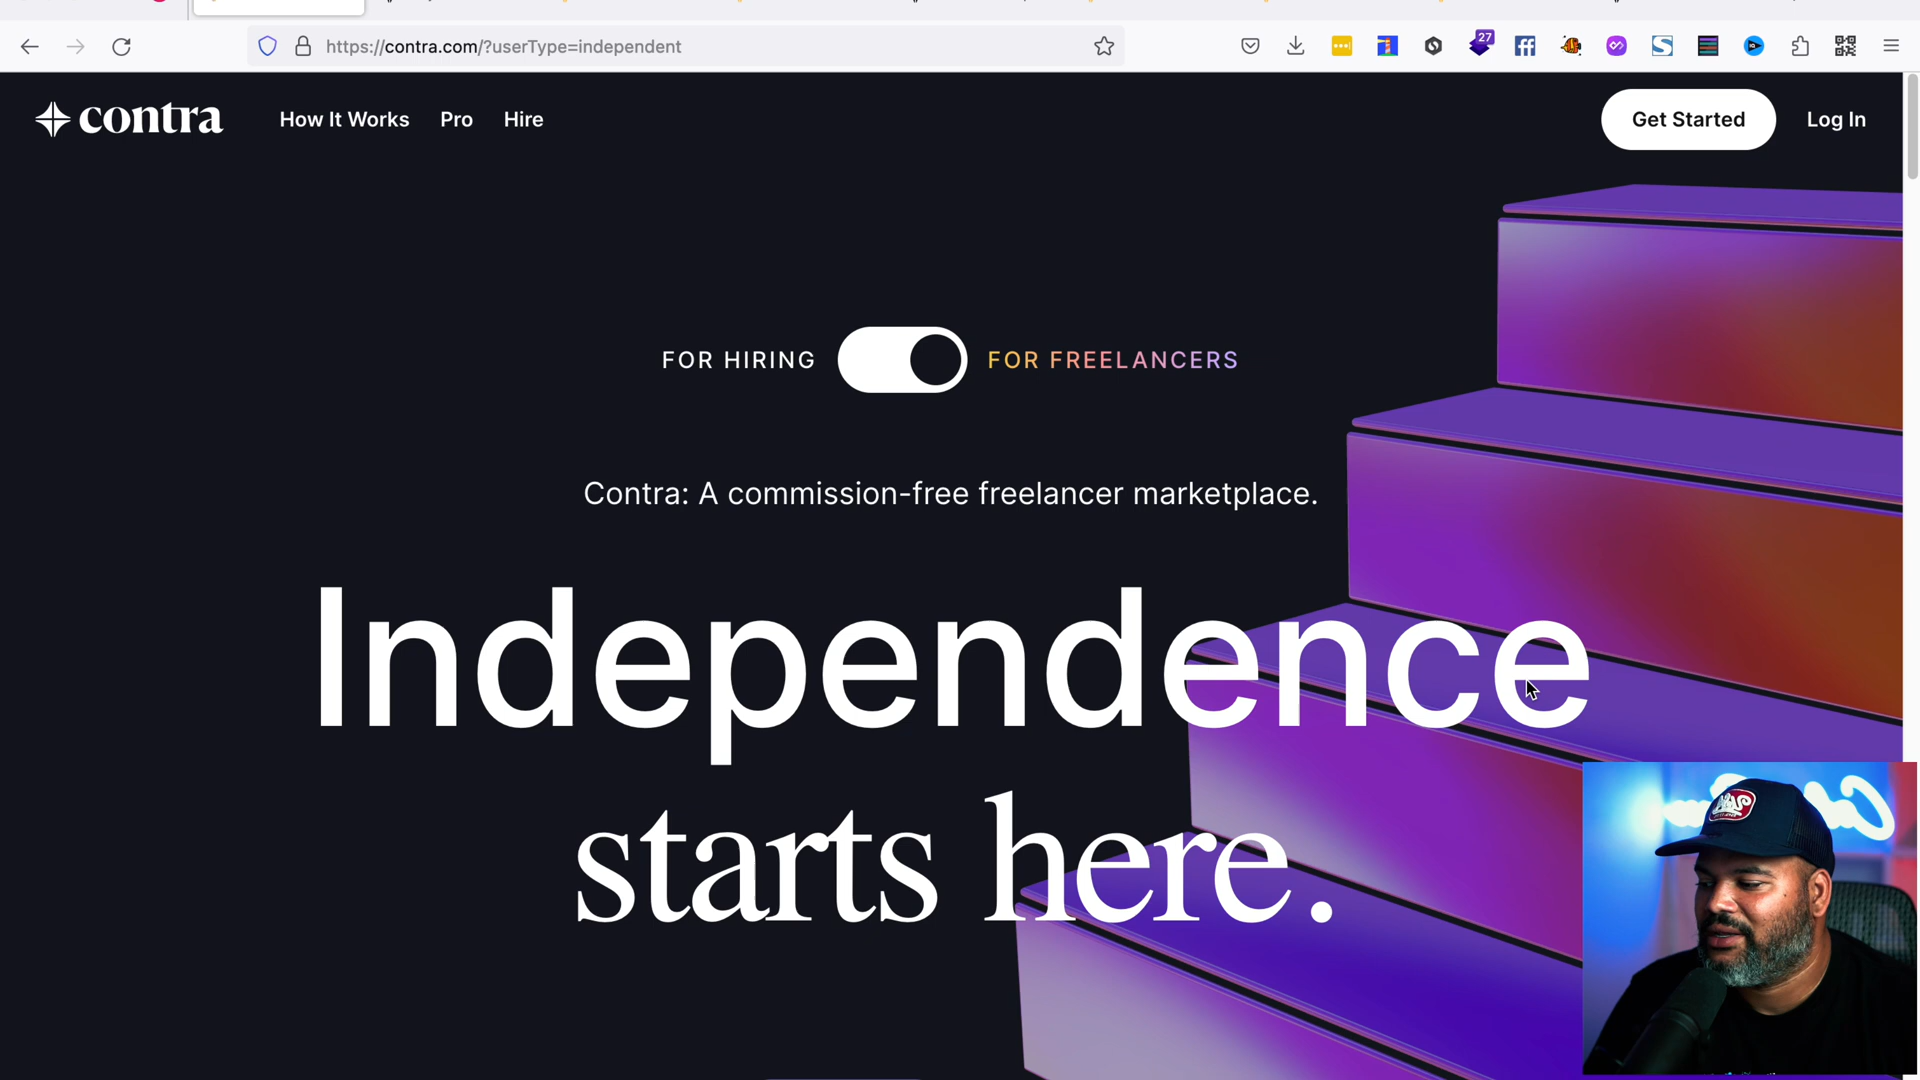 https://contra.com/?userType=independent
27
contra
How It Works
Pro
Hire
Get Started
Log In
FOR HIRING
FOR FREELANCERS
Contra: A commission-free freelancer marketplace.
Independence
starts here.